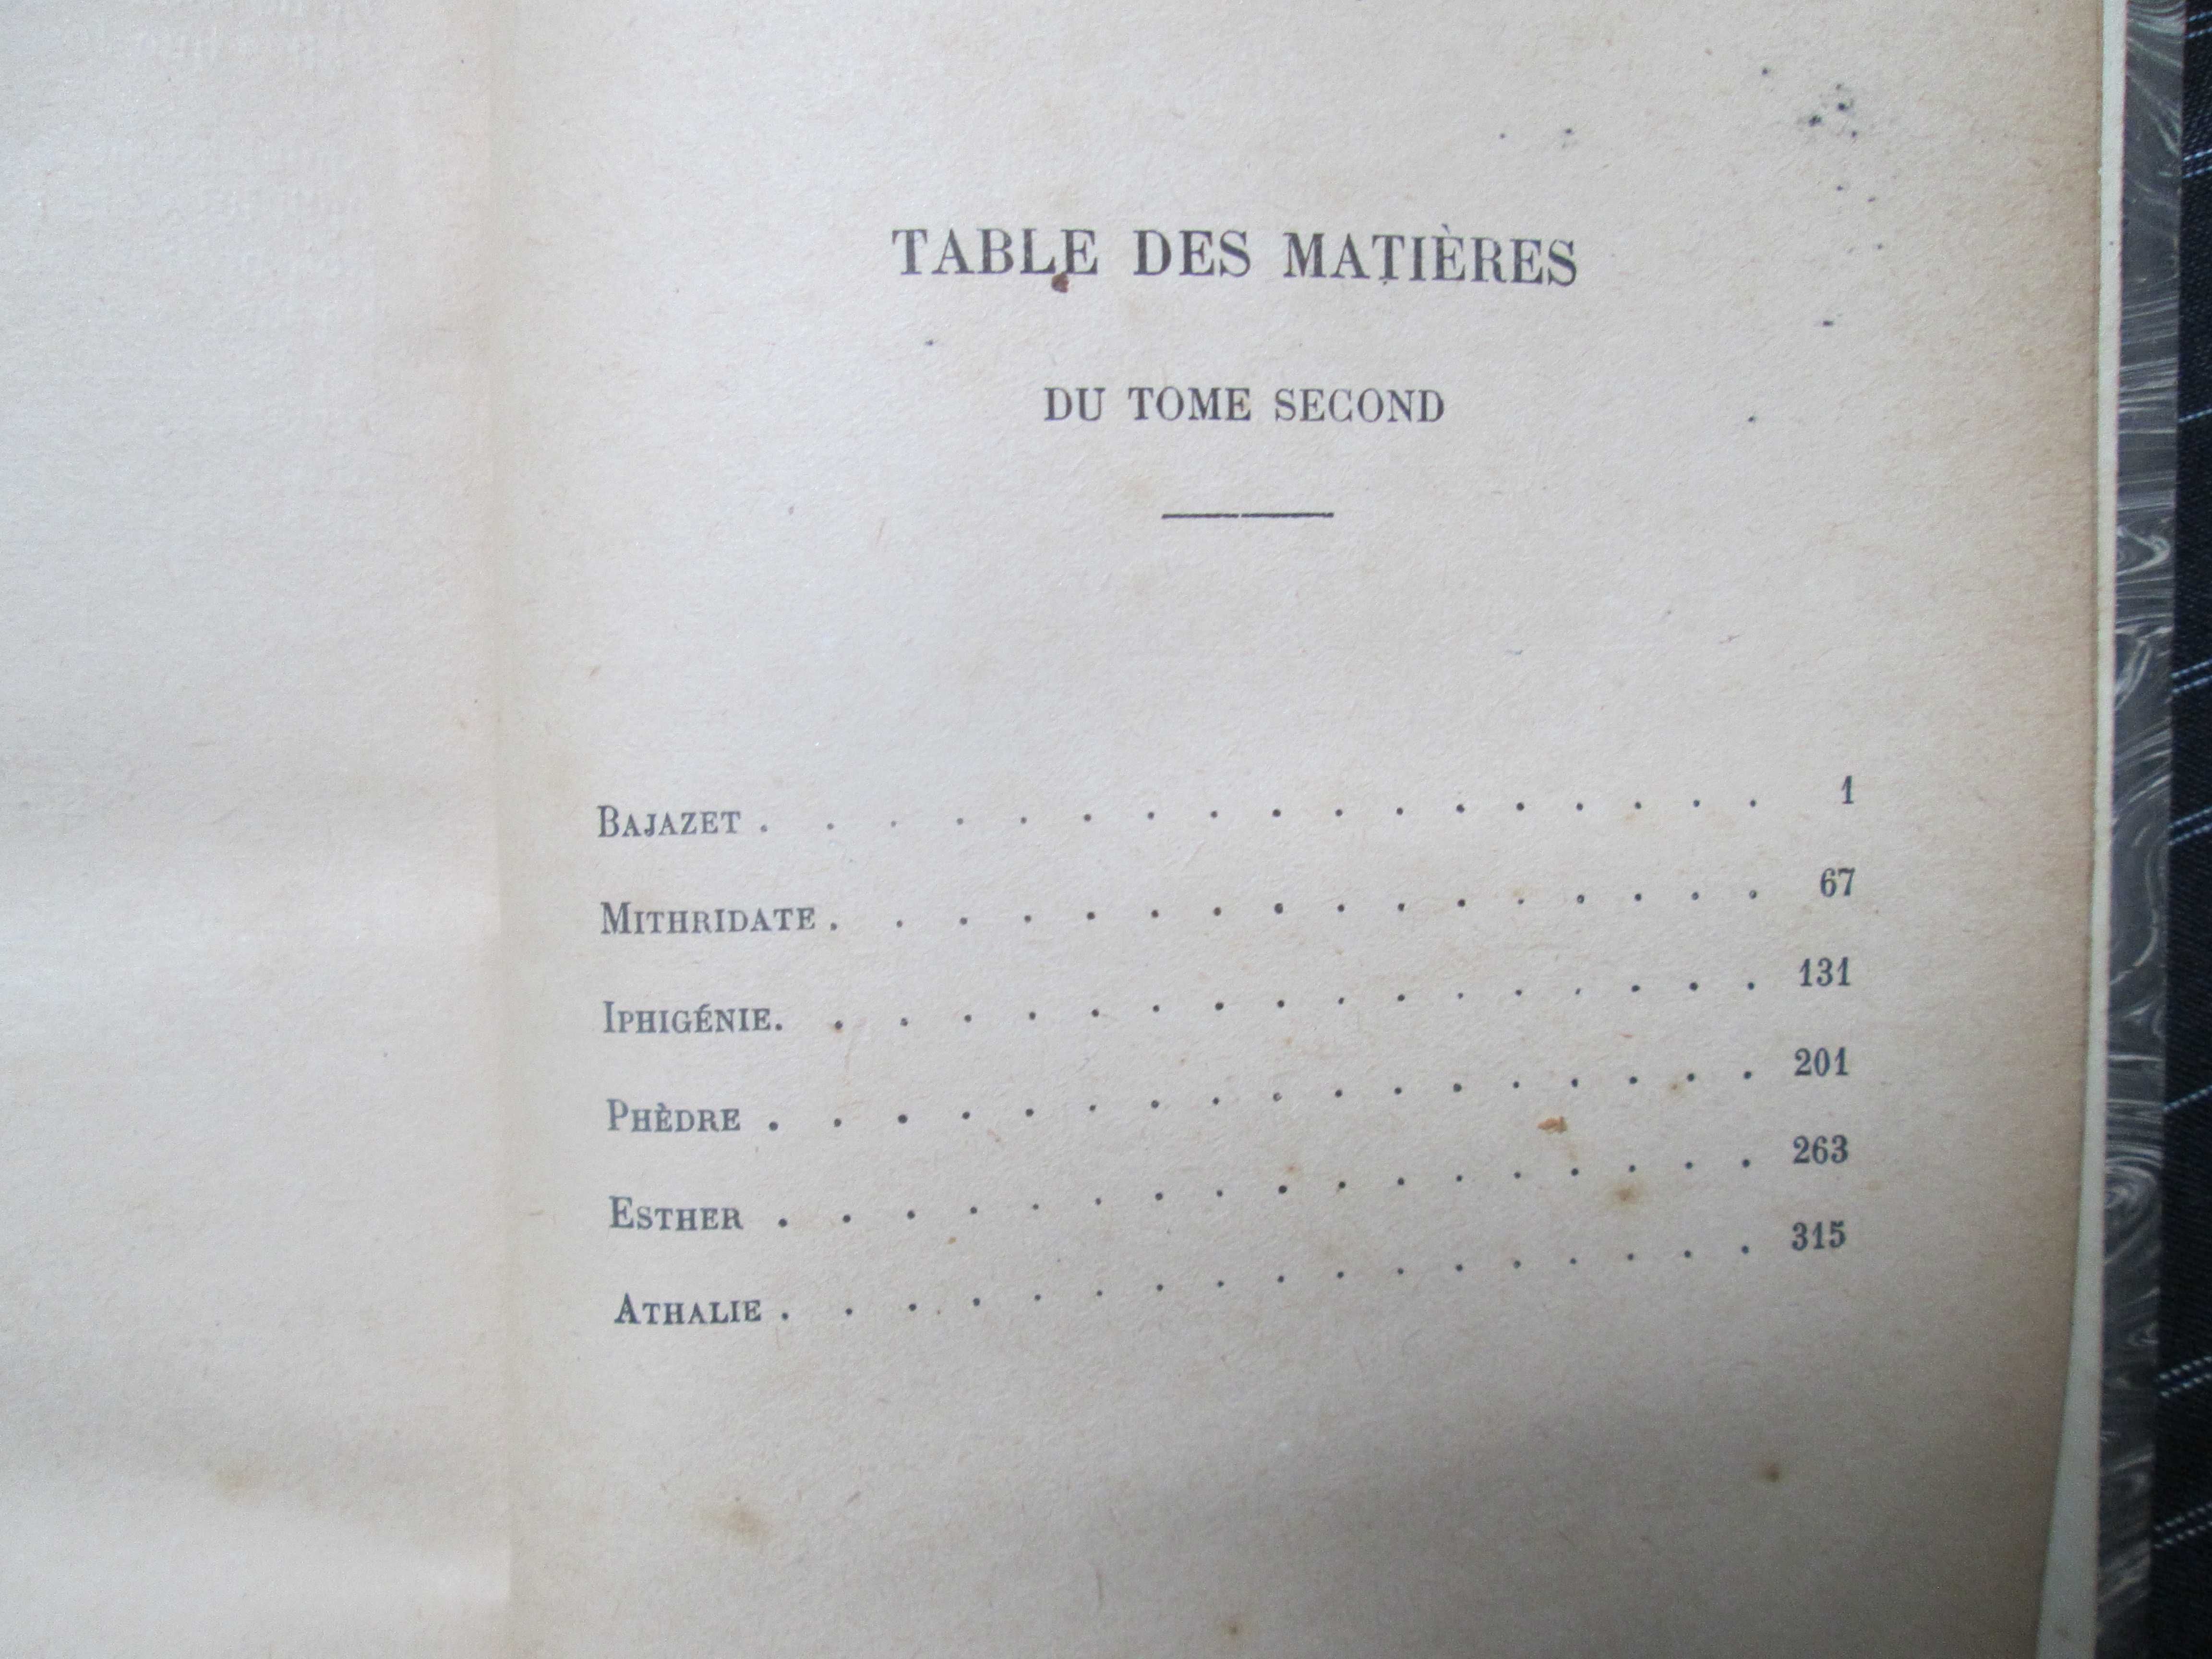 TABLE DES MATIÈRES
DU TOME SECOND
BAJAZET . . . . . . . . . . . . . . . . . 1
MITHRIDATE . . . . . . . . . . . . . . . . 67
IPHIGÉNIE. . . . . . . . . . . . . . . . . 131
PHÈDRE . . . . . . . . . . . . . . . . . 201
ESTHER . . . . . . . . . . . . . . . . . 263
ATHALIE . . . . . . . . . . . . . . . . . 315